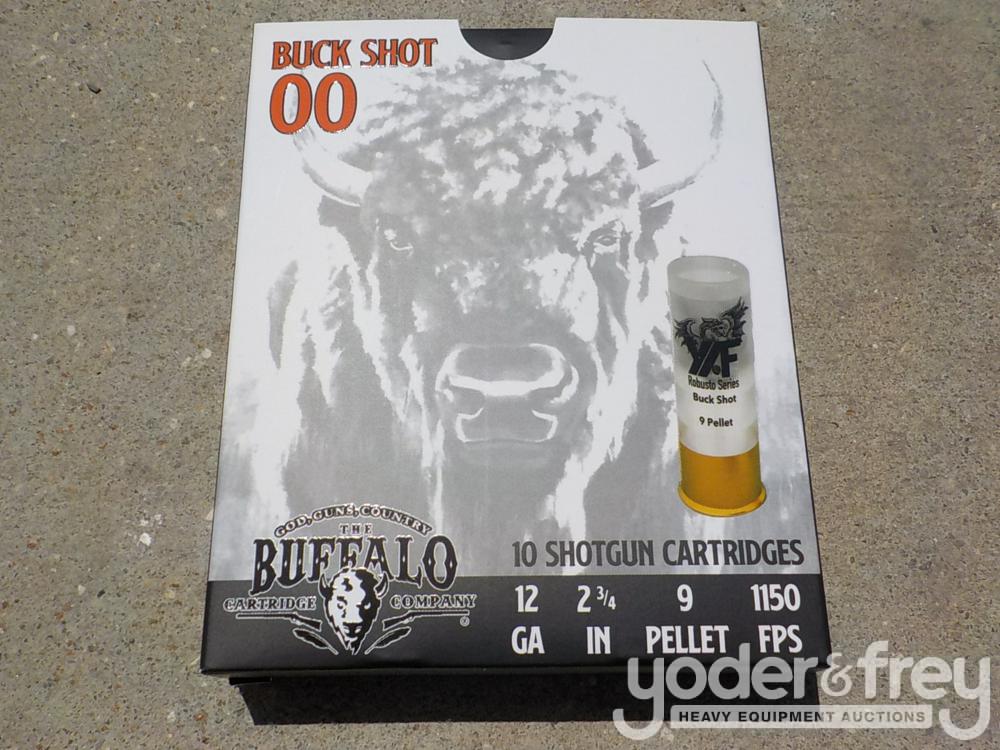 BUCK SHOT
00
YAF
Robusto Series
Buck Shot
9 Pellet
GOD, GUNS, COUNTRY
THE
BUFFALO
CARTRIDGE COMPANY
10 SHOTGUN CARTRIDGES
12 2 3/4 9 1150
GA IN PELLET FPS
yoder & frey
HEAVY EQUIPMENT AUCTIONS